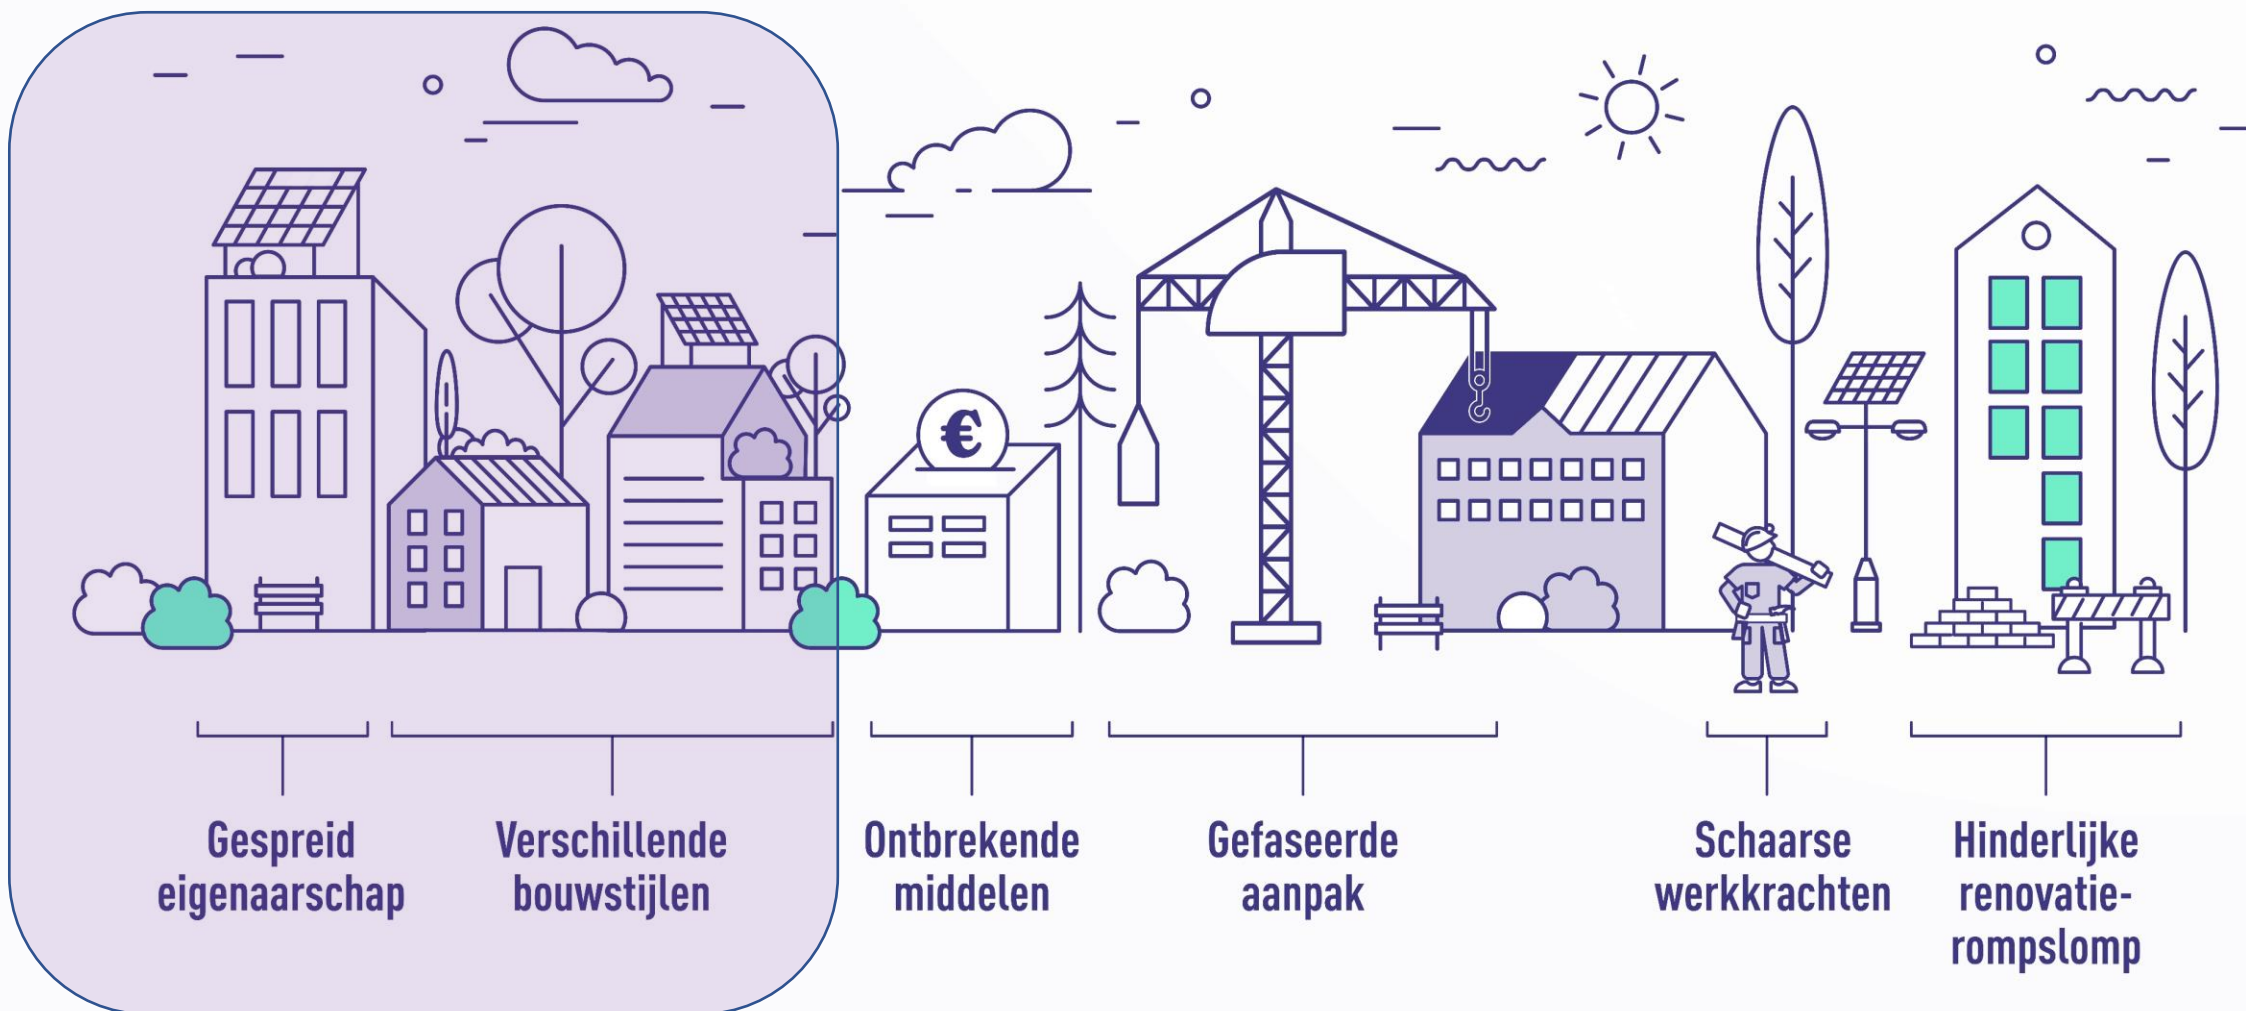 €
Gespreid
eigenaarschap
Verschillende
bouwstijlen
Ontbrekende
middelen
Gefaseerde
aanpak
Schaarse
werkkrachten
Hinderlijke
renovatie-
rompslomp